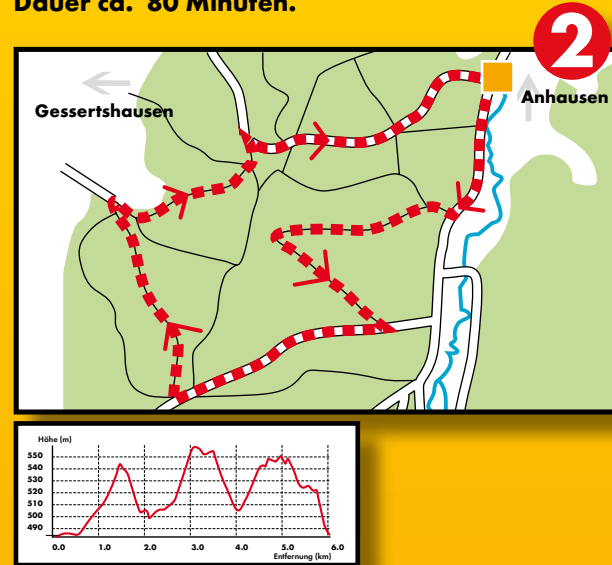 Dauer ca. 80 Minuten.
2
Gessertshausen
Anhausen
Höhe (m)
550
540
530
520
510
500
490
0.0 1.0 2.0 3.0 4.0 5.0 6.0
Entfernung (km)